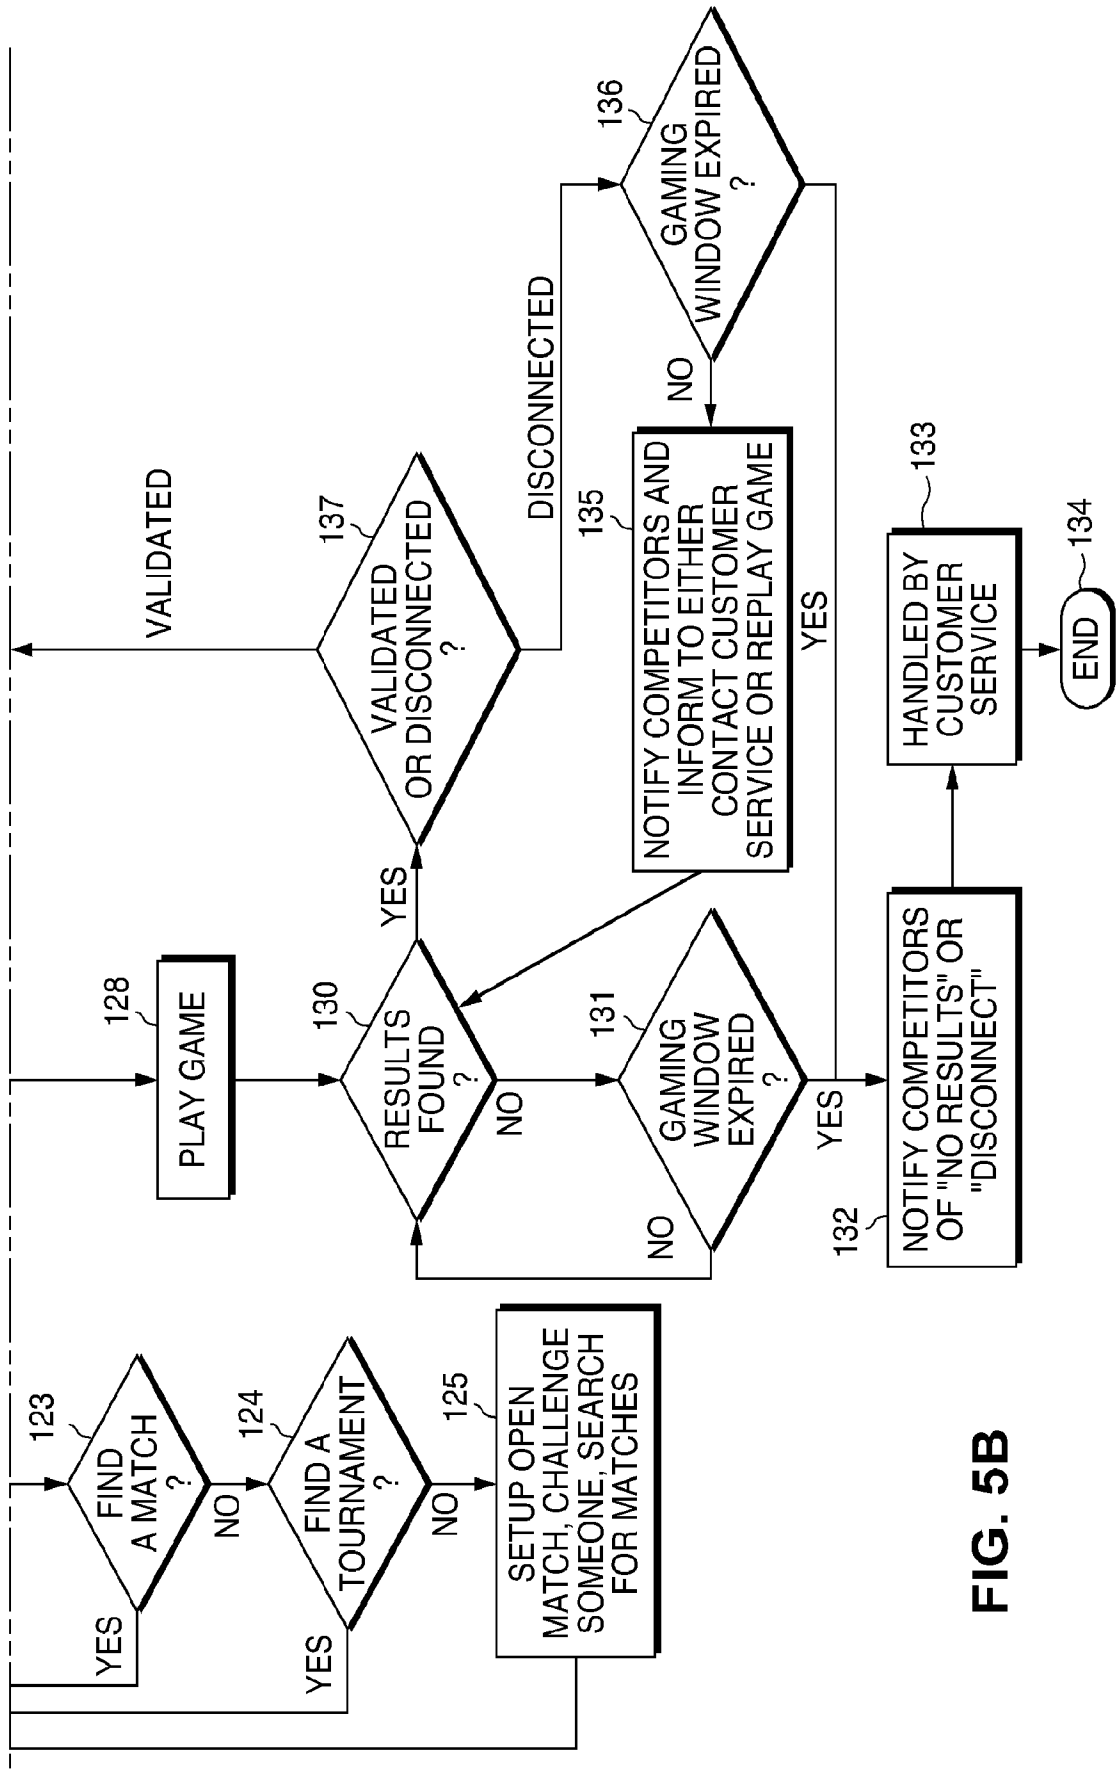 123
FIND
A MATCH
?
YES
NO
124
FIND A
TOURNAMENT
?
YES
NO
125
SETUP OPEN
MATCH, CHALLENGE
SOMEONE, SEARCH
FOR MATCHES
128
PLAY GAME
130
RESULTS
FOUND
?
YES
NO
131
GAMING
WINDOW
EXPIRED
?
NO
YES
132
NOTIFY COMPETITORS
OF "NO RESULTS" OR
"DISCONNECT"
VALIDATED
137
VALIDATED
OR DISCONNECTED
?
DISCONNECTED
136
GAMING
WINDOW EXPIRED
?
NO
YES
135
NOTIFY COMPETITORS AND
INFORM TO EITHER
CONTACT CUSTOMER
SERVICE OR REPLAY GAME
133
HANDLED BY
CUSTOMER
SERVICE
134
END
FIG. 5B